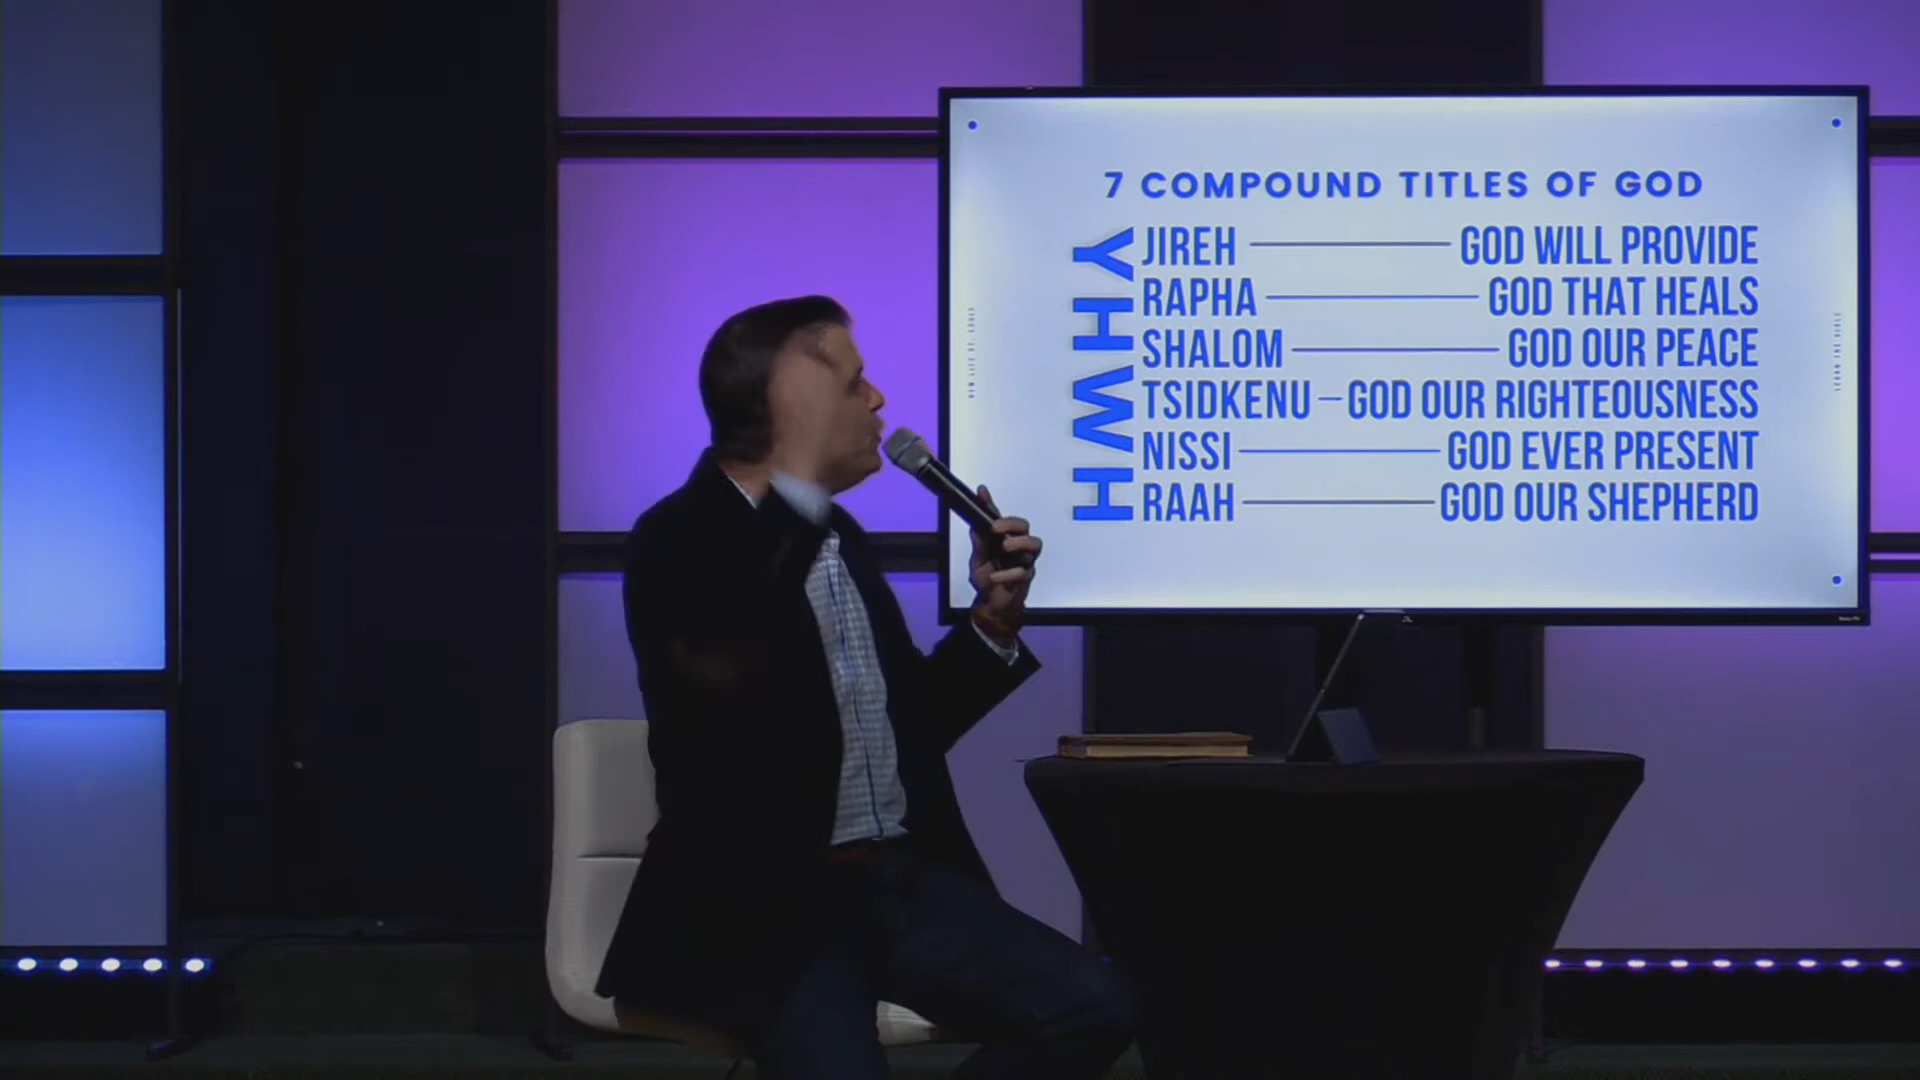 7 COMPOUND TITLES OF GOD
YHWH
JIREH — GOD WILL PROVIDE
RAPHA — GOD THAT HEALS
SHALOM — GOD OUR PEACE
TSIDKENU — GOD OUR RIGHTEOUSNESS
NISSI — GOD EVER PRESENT
RAAH — GOD OUR SHEPHERD